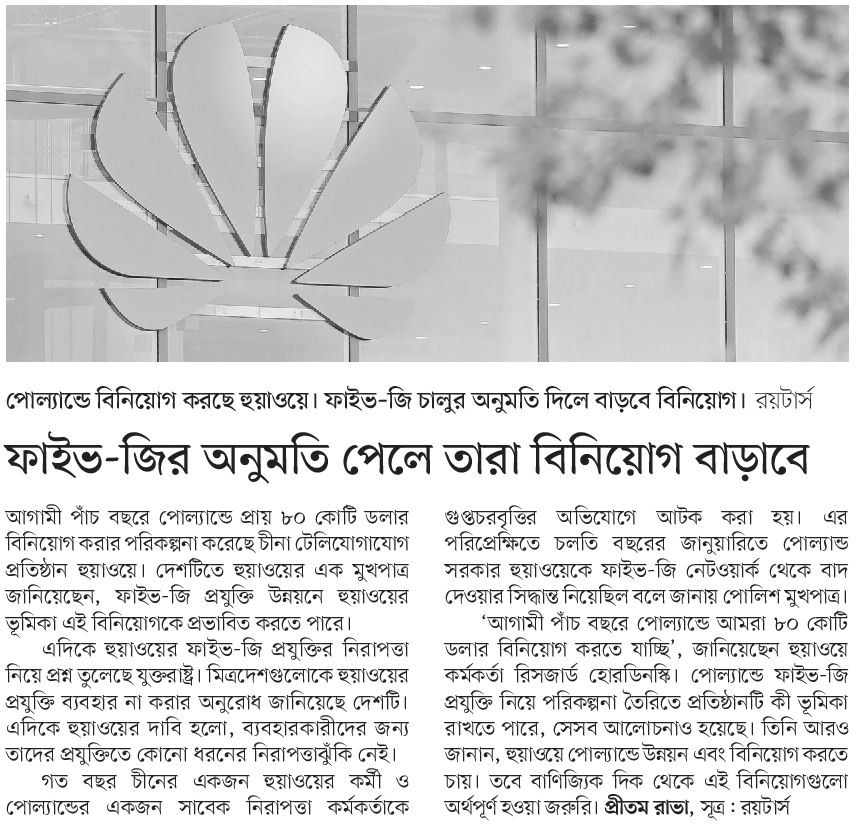 পোল্যান্ডে বিনিয়োগ করছে হুয়াওয়ে। ফাইভ-জি চালুর অনুমতি দিলে বাড়বে বিনিয়োগ। রয়টার্স
ফাইভ-জির অনুমতি পেলে তারা বিনিয়োগ বাড়াবে
আগামী পাঁচ বছরে পোল্যান্ডে প্রায় ৮০ কোটি ডলার
বিনিয়োগ করার পরিকল্পনা করেছে চীনা টেলিযোগাযোগ
প্রতিষ্ঠান হুয়াওয়ে। দেশটিতে হুয়াওয়ের এক মুখপাত্র
জানিয়েছেন, ফাইভ-জি প্রযুক্তি উন্নয়নে হুয়াওয়ের
ভূমিকা এই বিনিয়োগকে প্রভাবিত করতে পারে।
এদিকে হুয়াওয়ের ফাইভ-জি প্রযুক্তির নিরাপত্তা
নিয়ে প্রশ্ন তুলেছে যুক্তরাষ্ট্র। মিত্রদেশগুলোকে হুয়াওয়ের
প্রযুক্তি ব্যবহার না করার অনুরোধ জানিয়েছে দেশটি।
এদিকে হুয়াওয়ের দাবি হলো, ব্যবহারকারীদের জন্য
তাদের প্রযুক্তিতে কোনো ধরনের নিরাপত্তাঝুঁকি নেই।
গত বছর চীনের একজন হুয়াওয়ের কর্মী ও
পোল্যান্ডের একজন সাবেক নিরাপত্তা কর্মকর্তাকে
গুপ্তচরবৃত্তির অভিযোগে আটক করা হয়। এর
পরিপ্রেক্ষিতে চলতি বছরের জানুয়ারিতে পোল্যান্ড
সরকার হুয়াওয়েকে ফাইভ-জি নেটওয়ার্ক থেকে বাদ
দেওয়ার সিদ্ধান্ত নিয়েছিল বলে জানায় পোলিশ মুখপাত্র।
‘আগামী পাঁচ বছরে পোল্যান্ডে আমরা ৮০ কোটি
ডলার বিনিয়োগ করতে যাচ্ছি’, জানিয়েছেন হুয়াওয়ে
কর্মকর্তা রিসজার্ড হোরডিনস্কি। পোল্যান্ডে ফাইভ-জি
প্রযুক্তি নিয়ে পরিকল্পনা তৈরিতে প্রতিষ্ঠানটি কী ভূমিকা
রাখতে পারে, সেসব আলোচনাও হয়েছে। তিনি আরও
জানান, হুয়াওয়ে পোল্যান্ডে উন্নয়ন এবং বিনিয়োগ করতে
চায়। তবে বাণিজ্যিক দিক থেকে এই বিনিয়োগগুলো
অর্থপূর্ণ হওয়া জরুরি। প্রীতম রাভা, সূত্র : রয়টার্স